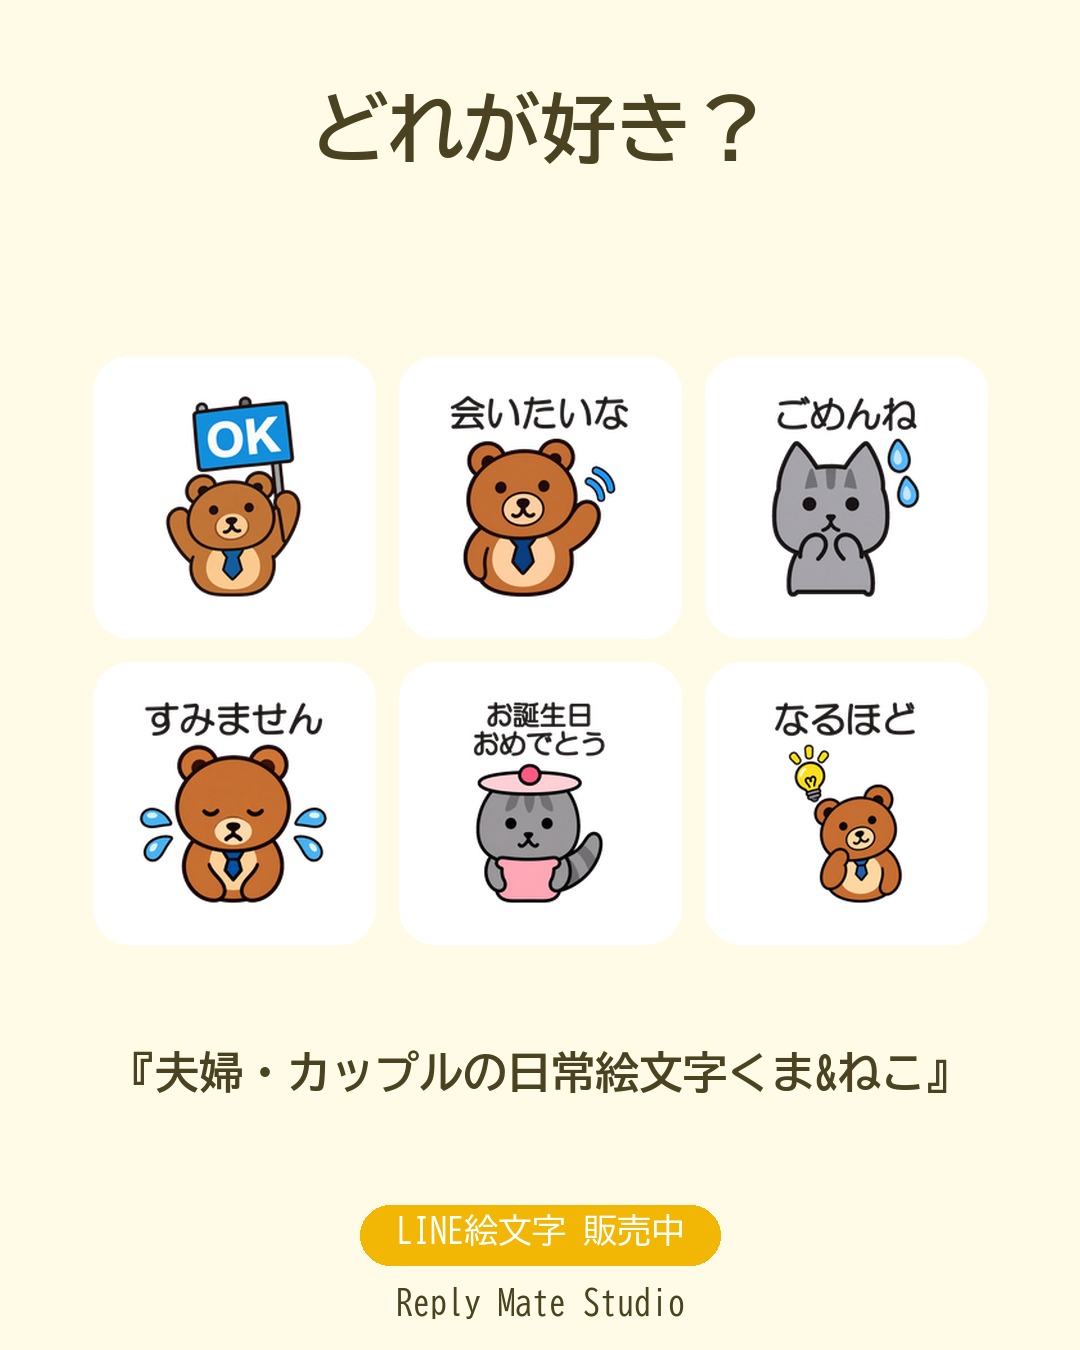 どれが好き？
OK
会いたいな
ごめんね
すみません
お誕生日
おめでとう
なるほど
『夫婦・カップルの日常絵文字くま&ねこ』
LINE絵文字 販売中
Reply Mate Studio